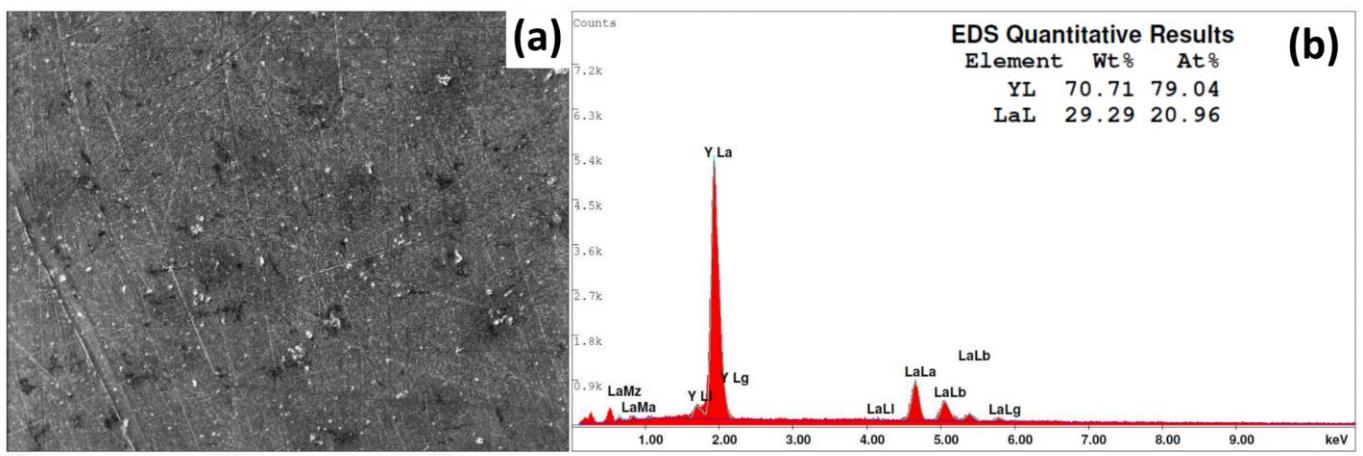 (a)
Counts
EDS Quantitative Results
(b)
Element Wt% At%
YL 70.71 79.04
LaL 29.29 20.96
7.2k
6.3k
5.4k
Y La
4.5k
3.6k
2.7k
1.8k
LaLb
0.9k
LaMz
LaMa
Y Ll
Y Lg
LaLl
LaLa
LaLb
LaLg
1.00 2.00 3.00 4.00 5.00 6.00 7.00 8.00 9.00 keV